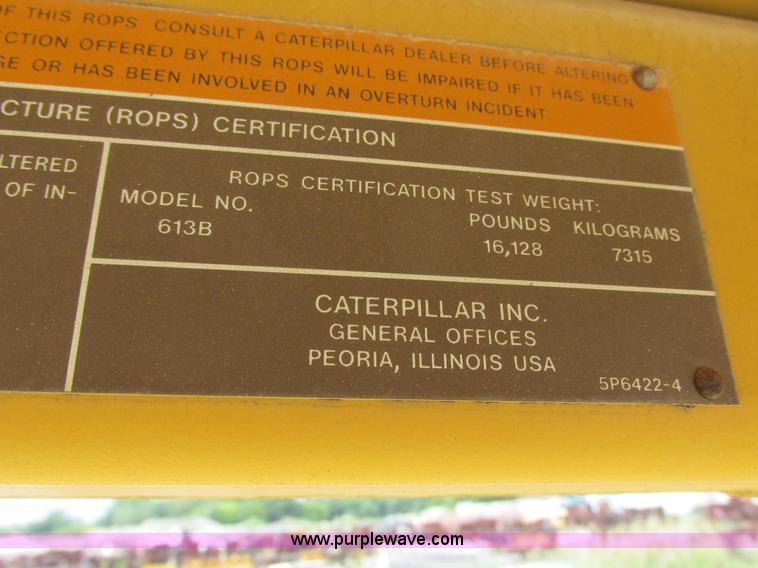 OF THIS ROPS CONSULT A CATERPILLAR DEALER BEFORE ALTERING
ECTION OFFERED BY THIS ROPS WILL BE IMPAIRED IF IT HAS BEEN
GE OR HAS BEEN INVOLVED IN AN OVERTURN INCIDENT.
CTURE (ROPS) CERTIFICATION
LTERED
OF IN-
ROPS CERTIFICATION TEST WEIGHT:
MODEL NO. POUNDS KILOGRAMS
613B 16,128 7315
CATERPILLAR INC.
GENERAL OFFICES
PEORIA, ILLINOIS USA
5P6422-4
www.purplewave.com